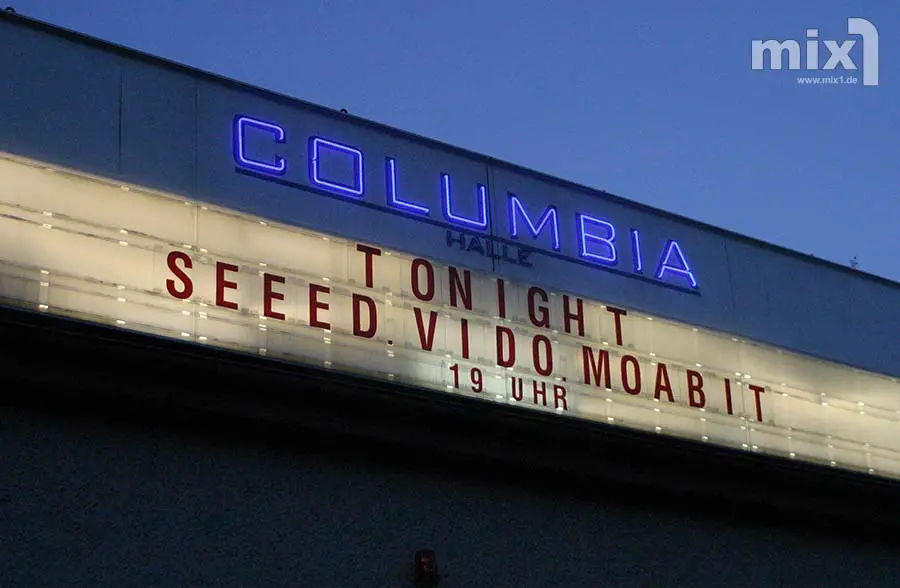 mix1
www.mix1.de
COLUMBIA
HALLE
TONIGHT
SEEED.VIDO.MOABIT
19 UHR